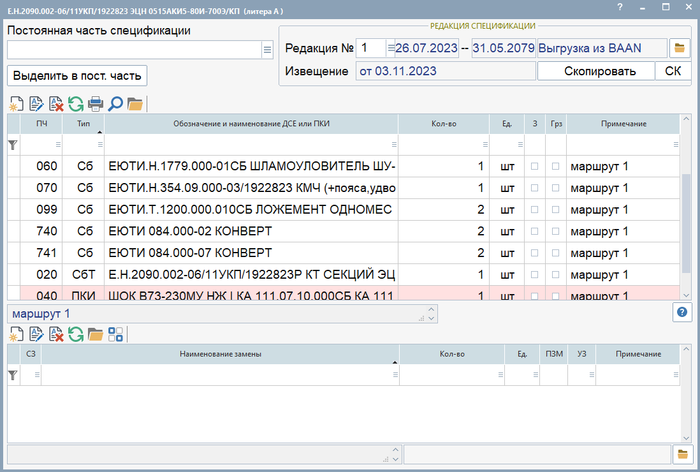 Е.Н.2090.002-06/11УКП/1922823 ЭЦН 0515АКИ5-80И-700Э/КП (литера А )
Постоянная часть спецификации
РЕДАКЦИЯ СПЕЦИФИКАЦИИ
Редакция № 1 26.07.2023 -- 31.05.2079 Выгрузка из BAAN
Выделить в пост. часть
Извещение от 03.11.2023 Скопировать СК
ПЧ Тип Обозначение и наименование ДСЕ или ПКИ Кол-во Ед. З Грз Примечание
060 Сб ЕЮТИ.Н.1779.000-01СБ ШЛАМОУЛОВИТЕЛЬ ШУ- 1 шт маршрут 1
070 Сб ЕЮТИ.Н.354.09.000-03/1922823 КМЧ (+пояса,удво 1 шт маршрут 1
099 Сб ЕЮТИ.Т.1200.000.010СБ ЛОЖЕМЕНТ ОДНОМЕС 2 шт маршрут 1
740 Сб ЕЮТИ 084.000-02 КОНВЕРТ 2 шт маршрут 1
741 Сб ЕЮТИ 084.000-07 КОНВЕРТ 2 шт маршрут 1
020 СбТ Е.Н.2090.002-06/11УКП/1922823Р КТ СЕКЦИЙ ЭЦ 1 шт маршрут 1
040 ПКИ ШОК В73-230МУ НЖ | КА 111.07.10.000СБ КА 111 1 шт маршрут 1
маршрут 1
СЗ Наименование замены Кол-во Ед. ПЗМ УЗ Примечание